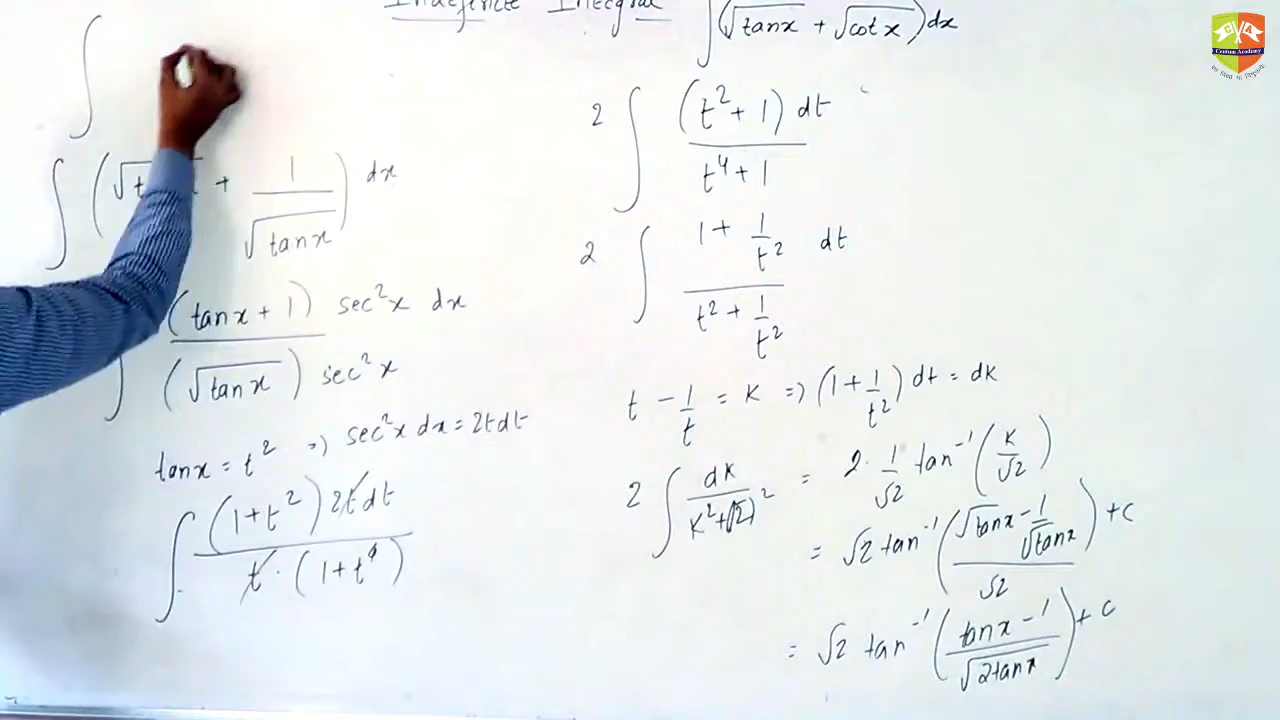 Indefinite Integral ∫(√tanx + √cotx)dx
∫
∫ (√t + 1/√tanx) dx
∫ (tanx + 1) sec²x dx / (√tanx) sec²x
tanx = t² => sec²x dx = 2t dt
∫ (1+t²) 2t dt / t · (1+t⁴)
2 ∫ (t² + 1) dt / t⁴ + 1
2 ∫ 1 + 1/t² dt / t² + 1/t²
t - 1/t = K => (1 + 1/t²) dt = dK
2 ∫ dK / K² + (√2)² = 2 · 1/√2 tan⁻¹ (K/√2)
= √2 tan⁻¹ (√tanx - 1/√tanx / √2) + C
= √2 tan⁻¹ (tanx - 1 / √2tanx) + C
C A
Centum Academy